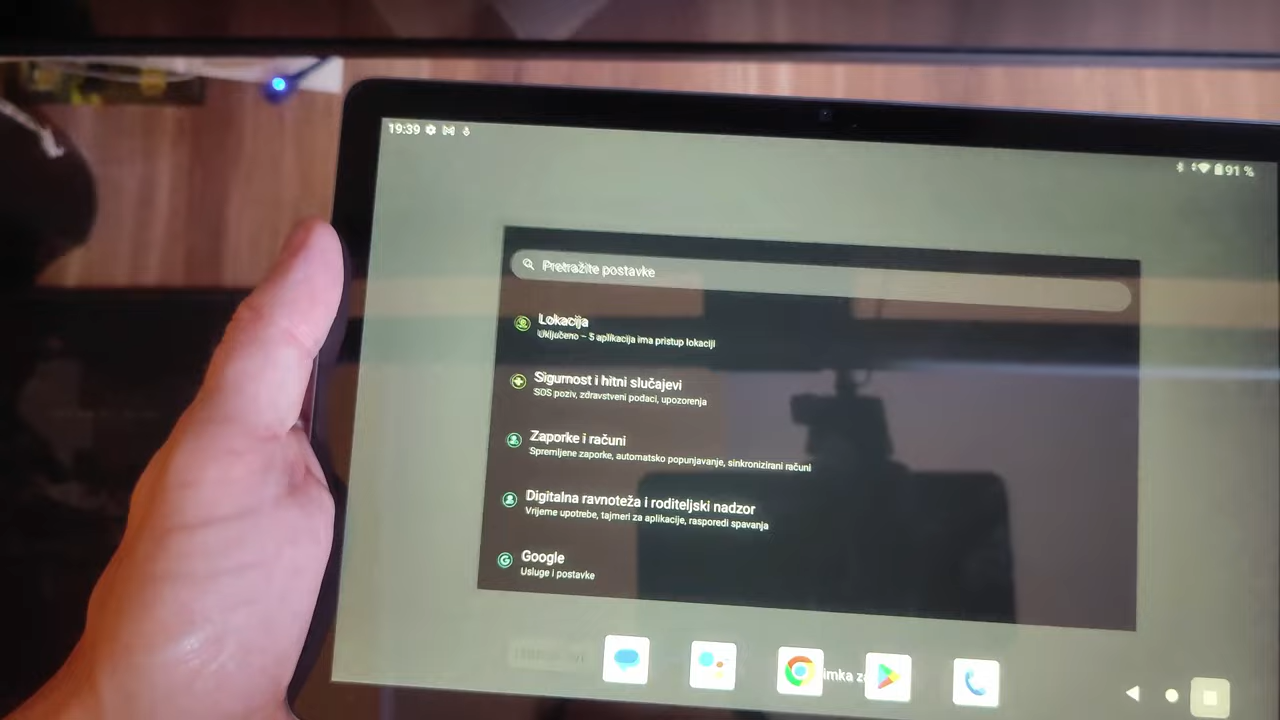 19:39
91 %
Pretražite postavke
Lokacija
Uključeno – 5 aplikacija ima pristup lokaciji
Sigurnost i hitni slučajevi
SOS poziv, zdravstveni podaci, upozorenja
Zaporke i računi
Spremljene zaporke, automatsko popunjavanje, sinkronizirani računi
Digitalna ravnoteža i roditeljski nadzor
Vrijeme upotrebe, tajmeri za aplikacije, rasporedi spavanja
Google
Usluge i postavke
imka z